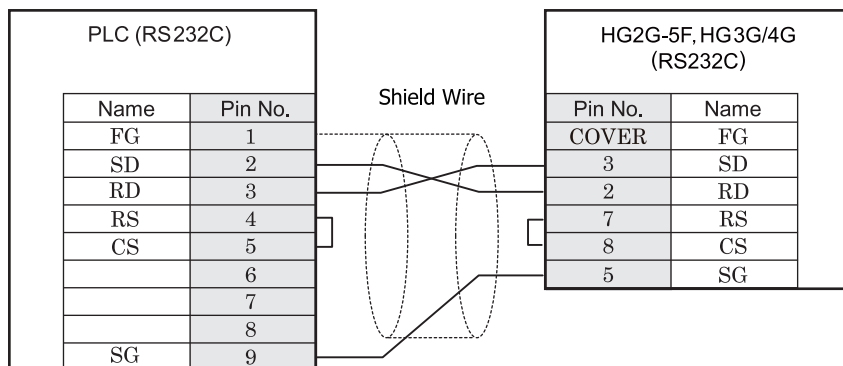 PLC (RS232C)
Name Pin No.
FG 1
SD 2
RD 3
RS 4
CS 5
6
7
8
SG 9
Shield Wire
HG2G-5F, HG3G/4G
(RS232C)
Pin No. Name
COVER FG
3 SD
2 RD
7 RS
8 CS
5 SG